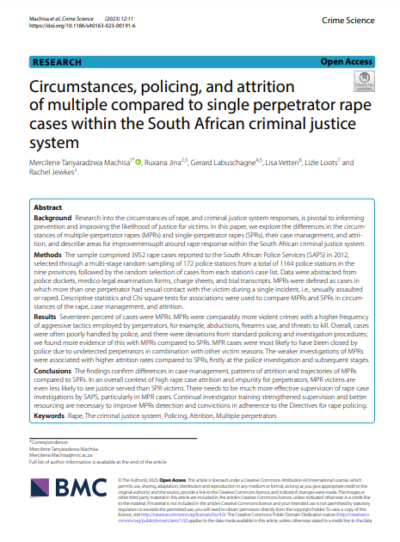 Machisa et al. Crime Science (2023) 12:11
https://doi.org/10.1186/s40163-023-00191-6
Crime Science
RESEARCH
Open Access
Circumstances, policing, and attrition
of multiple compared to single perpetrator rape
cases within the South African criminal justice
system
Mercilene Tanyaradzwa Machisa1*, Ruxana Jina2,3, Gerard Labuschagne4,5, Lisa Vetten6, Lizle Loots7 and
Rachel Jewkes1
Abstract
Background Research into the circumstances of rape, and criminal justice system responses, is pivotal to informing
prevention and improving the likelihood of justice for victims. In this paper, we explore the differences in the circum-
stances of multiple-perpetrator rapes (MPRs) and single-perpetrator rapes (SPRs), their case management, and attri-
tion, and describe areas for improvemensuplt around rape response within the South African criminal justice system.
Methods The sample comprised 3952 rape cases reported to the South African Police Services (SAPS) in 2012,
selected through a multi-stage random sampling of 172 police stations from a total of 1164 police stations in the
nine provinces, followed by the random selection of cases from each station's case list. Data were abstracted from
police dockets, medico-legal examination forms, charge sheets, and trial transcripts. MPRs were defined as cases in
which more than one perpetrator had sexual contact with the victim during a single incident, i.e., sexually assaulted
or raped. Descriptive statistics and Chi-square tests for associations were used to compare MPRs and SPRs in circum-
stances of the rape, case management, and attrition.
Results Seventeen percent of cases were MPRs. MPRs were comparably more violent crimes with a higher frequency
of aggressive tactics employed by perpetrators, for example, abductions, firearms use, and threats to kill. Overall, cases
were often poorly handled by police, and there were deviations from standard policing and investigation procedures;
we found more evidence of this with MPRs compared to SPRs. MPR cases were most likely to have been closed by
police due to undetected perpetrators in combination with other victim reasons. The weaker investigations of MPRs
were associated with higher attrition rates compared to SPRs, firstly at the police investigation and subsequent stages.
Conclusions The findings confirm differences in case management, patterns of attrition and trajectories of MPRs
compared to SPRs. In an overall context of high rape case attrition and impunity for perpetrators, MPR victims are
even less likely to see justice served than SPR victims. There needs to be much more effective supervision of rape case
investigations by SAPS, particularly in MPR cases. Continual investigator training strengthened supervision and better
resourcing are necessary to improve MPRs detection and convictions in adherence to the Directives for rape policing.
Keywords Rape, The criminal justice system, Policing, Attrition, Multiple perpetrators
*Correspondence:
Mercilene Tanyaradzwa Machisa
Mercilene.Machisa@mrc.ac.za
Full list of author information is available at the end of the article
BMC
© The Author(s) 2023. Open Access This article is licensed under a Creative Commons Attribution 4.0 International License, which
permits use, sharing, adaptation, distribution and reproduction in any medium or format, as long as you give appropriate credit to the
original author(s) and the source, provide a link to the Creative Commons licence, and indicate if changes were made. The images or
other third party material in this article are included in the article's Creative Commons licence, unless indicated otherwise in a credit line
to the material. If material is not included in the article's Creative Commons licence and your intended use is not permitted by statutory
regulation or exceeds the permitted use, you will need to obtain permission directly from the copyright holder. To view a copy of this
licence, visit http://creativecommons.org/licenses/by/4.0/. The Creative Commons Public Domain Dedication waiver (http://creativeco
mmons.org/publicdomain/zero/1.0/) applies to the data made available in this article, unless otherwise stated in a credit line to the data.